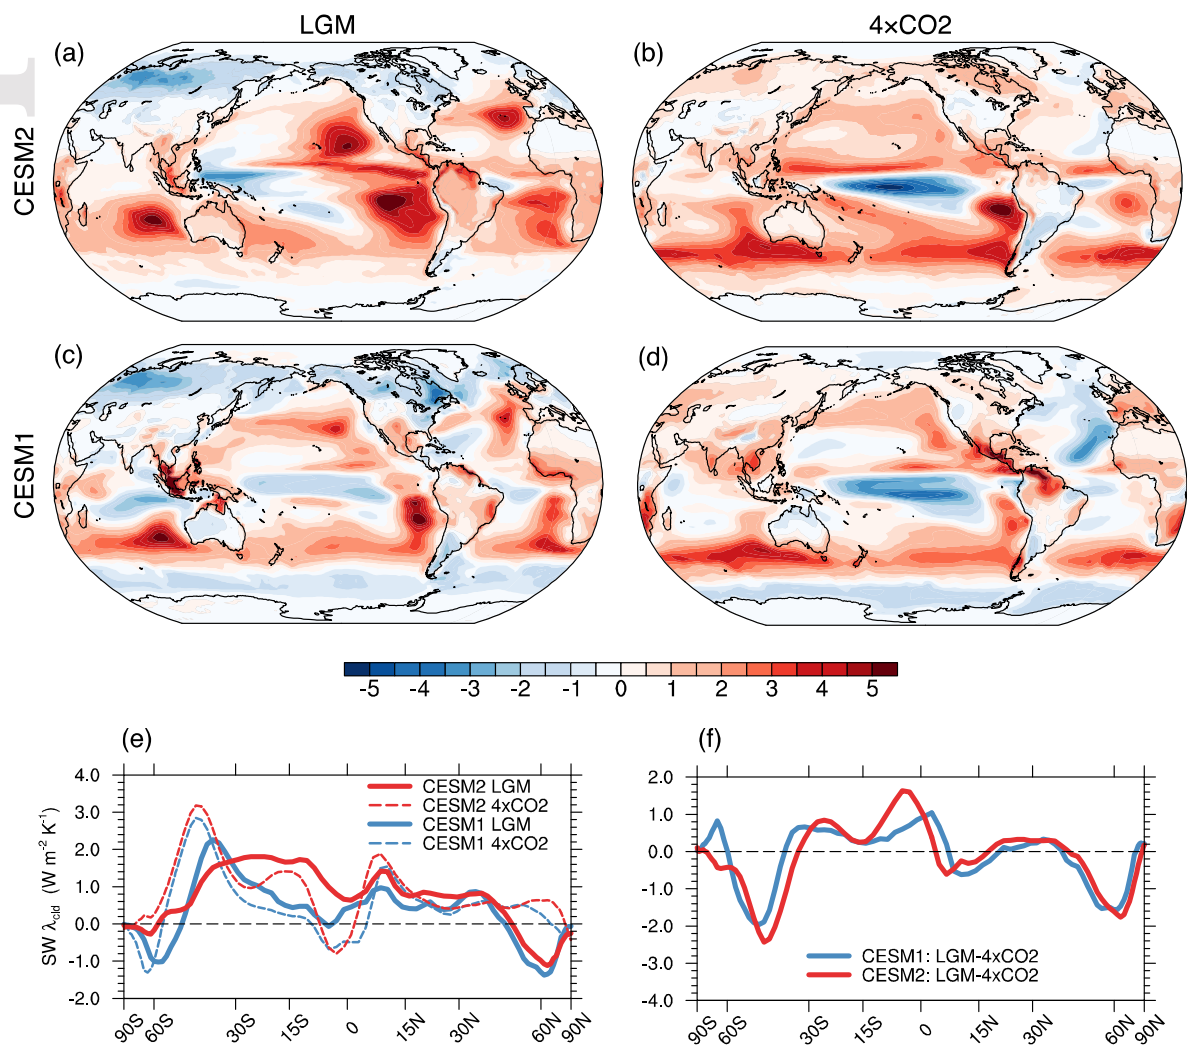 LGM
4×CO2
CESM2
(a)
(b)
CESM1
(c)
(d)
-5 -4 -3 -2 -1 0 1 2 3 4 5
(e)
SW λcld (W m-2 K-1)
4.0
3.0
2.0
1.0
0.0
-1.0
-2.0
CESM2 LGM
CESM2 4xCO2
CESM1 LGM
CESM1 4xCO2
90S 60S 30S 15S 0 15N 30N 60N 90N
(f)
2.0
1.0
0.0
-1.0
-2.0
-3.0
-4.0
CESM1: LGM-4xCO2
CESM2: LGM-4xCO2
90S 60S 30S 15S 0 15N 30N 60N 90N